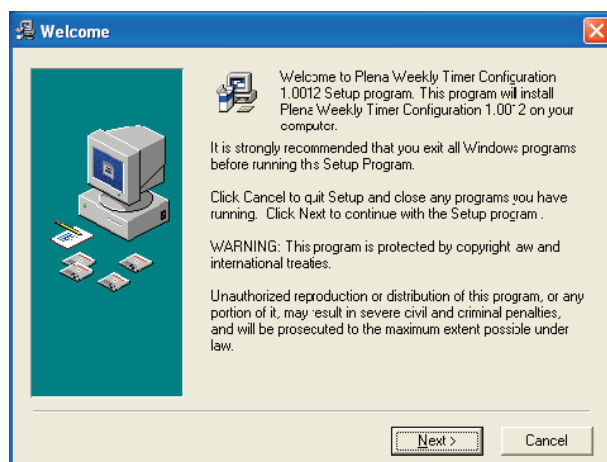 Welcome
Welcome to Plena Weekly Timer Configuration
1.0012 Setup program. This program will install
Plena Weekly Timer Configuration 1.0012 on your
computer.
It is strongly recommended that you exit all Windows programs
before running this Setup Program.
Click Cancel to quit Setup and close any programs you have
running. Click Next to continue with the Setup program.
WARNING: This program is protected by copyright law and
international treaties.
Unauthorized reproduction or distribution of this program, or any
portion of it, may result in severe civil and criminal penalties,
and will be prosecuted to the maximum extent possible under
law.
Next >
Cancel